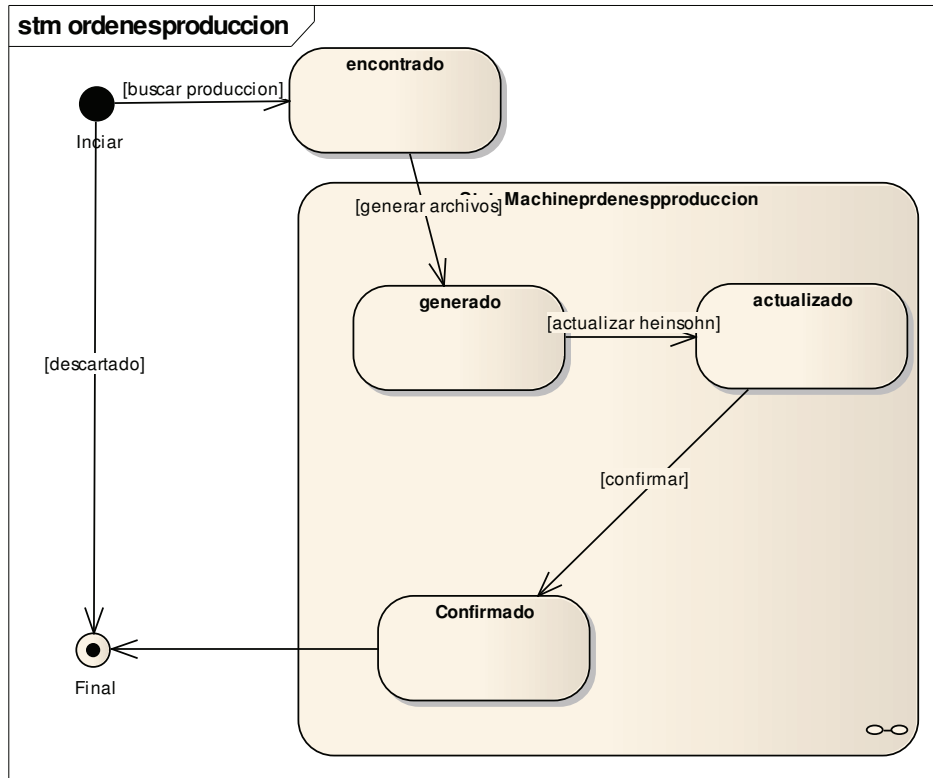 stm ordenesproduccion
encontrado
[buscar produccion]
Inciar
[generar archivos]
Machineprdenespproduccion
generado
actualizado
[actualizar heinsohn]
[descartado]
[confirmar]
Confirmado
Final